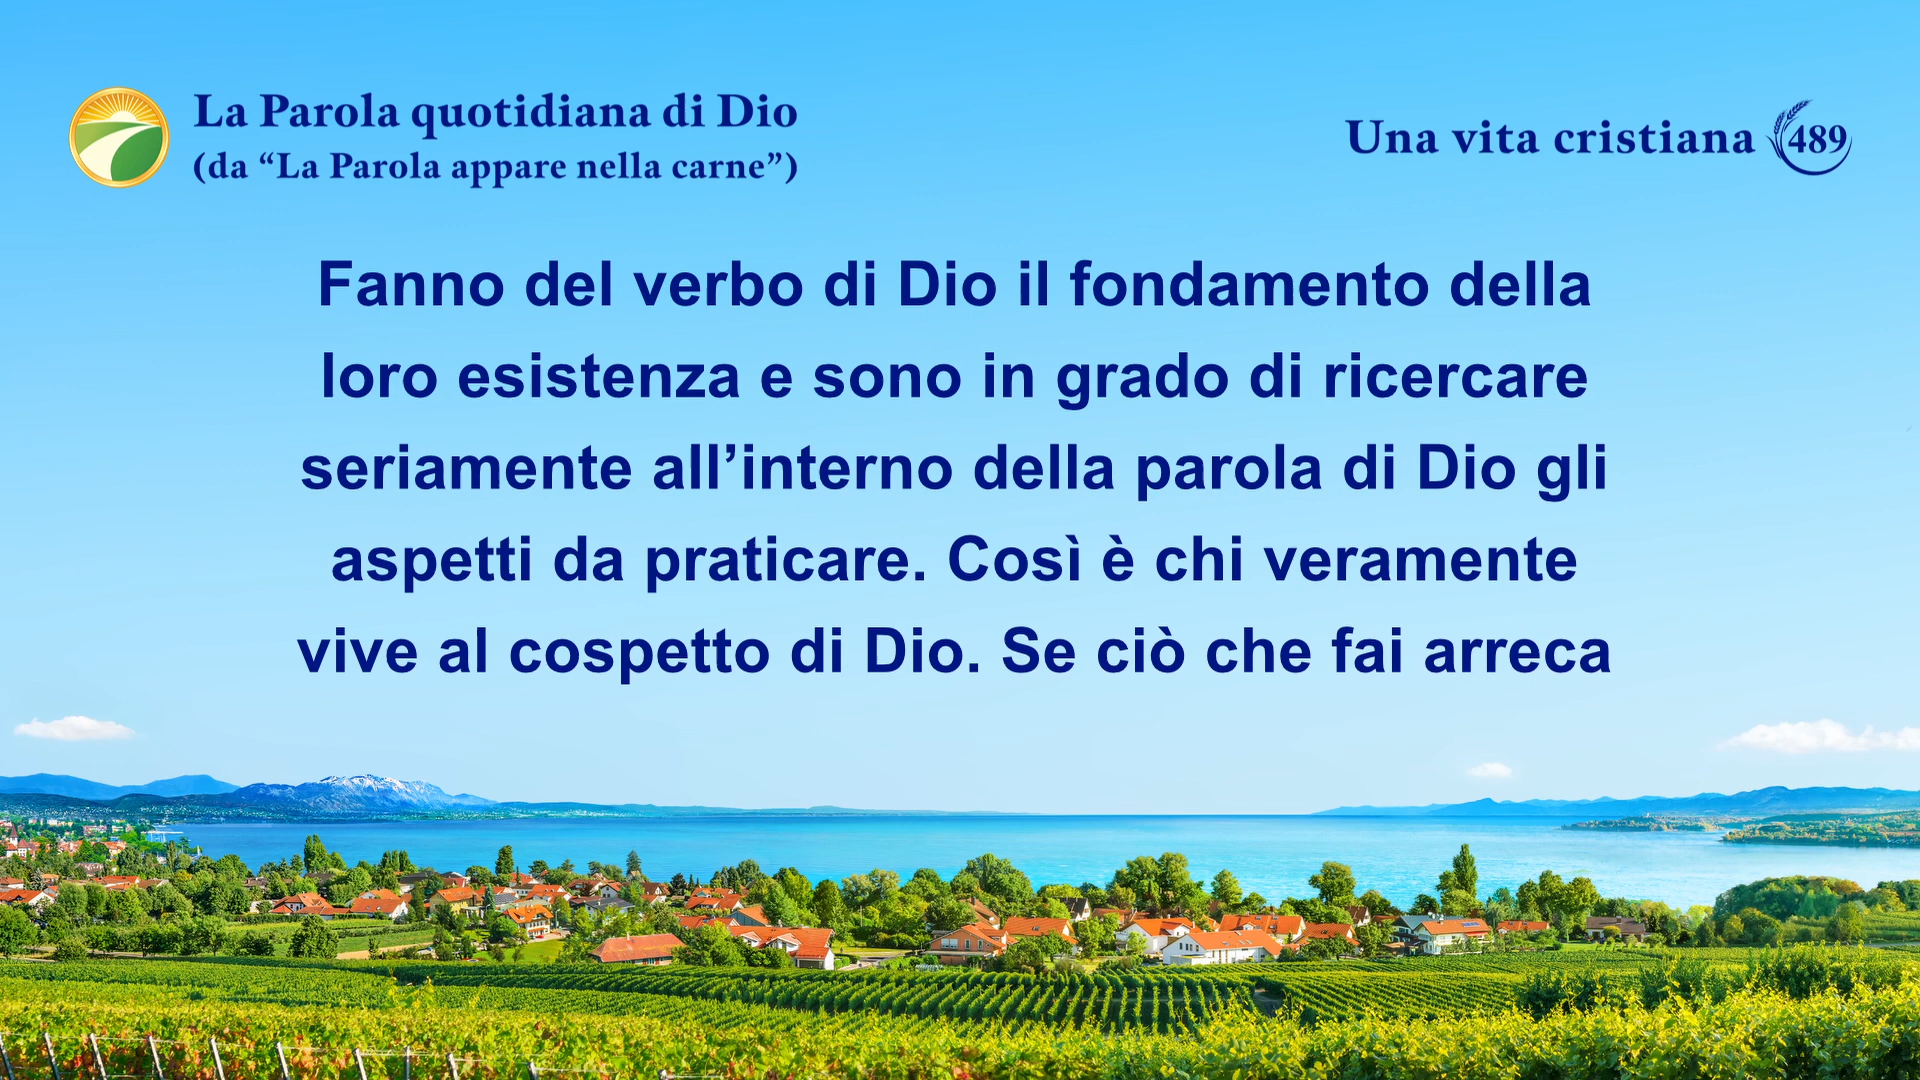 La Parola quotidiana di Dio
(da “La Parola appare nella carne”)
Una vita cristiana 489
Fanno del verbo di Dio il fondamento della
loro esistenza e sono in grado di ricercare
seriamente all’interno della parola di Dio gli
aspetti da praticare. Così è chi veramente
vive al cospetto di Dio. Se ciò che fai arreca